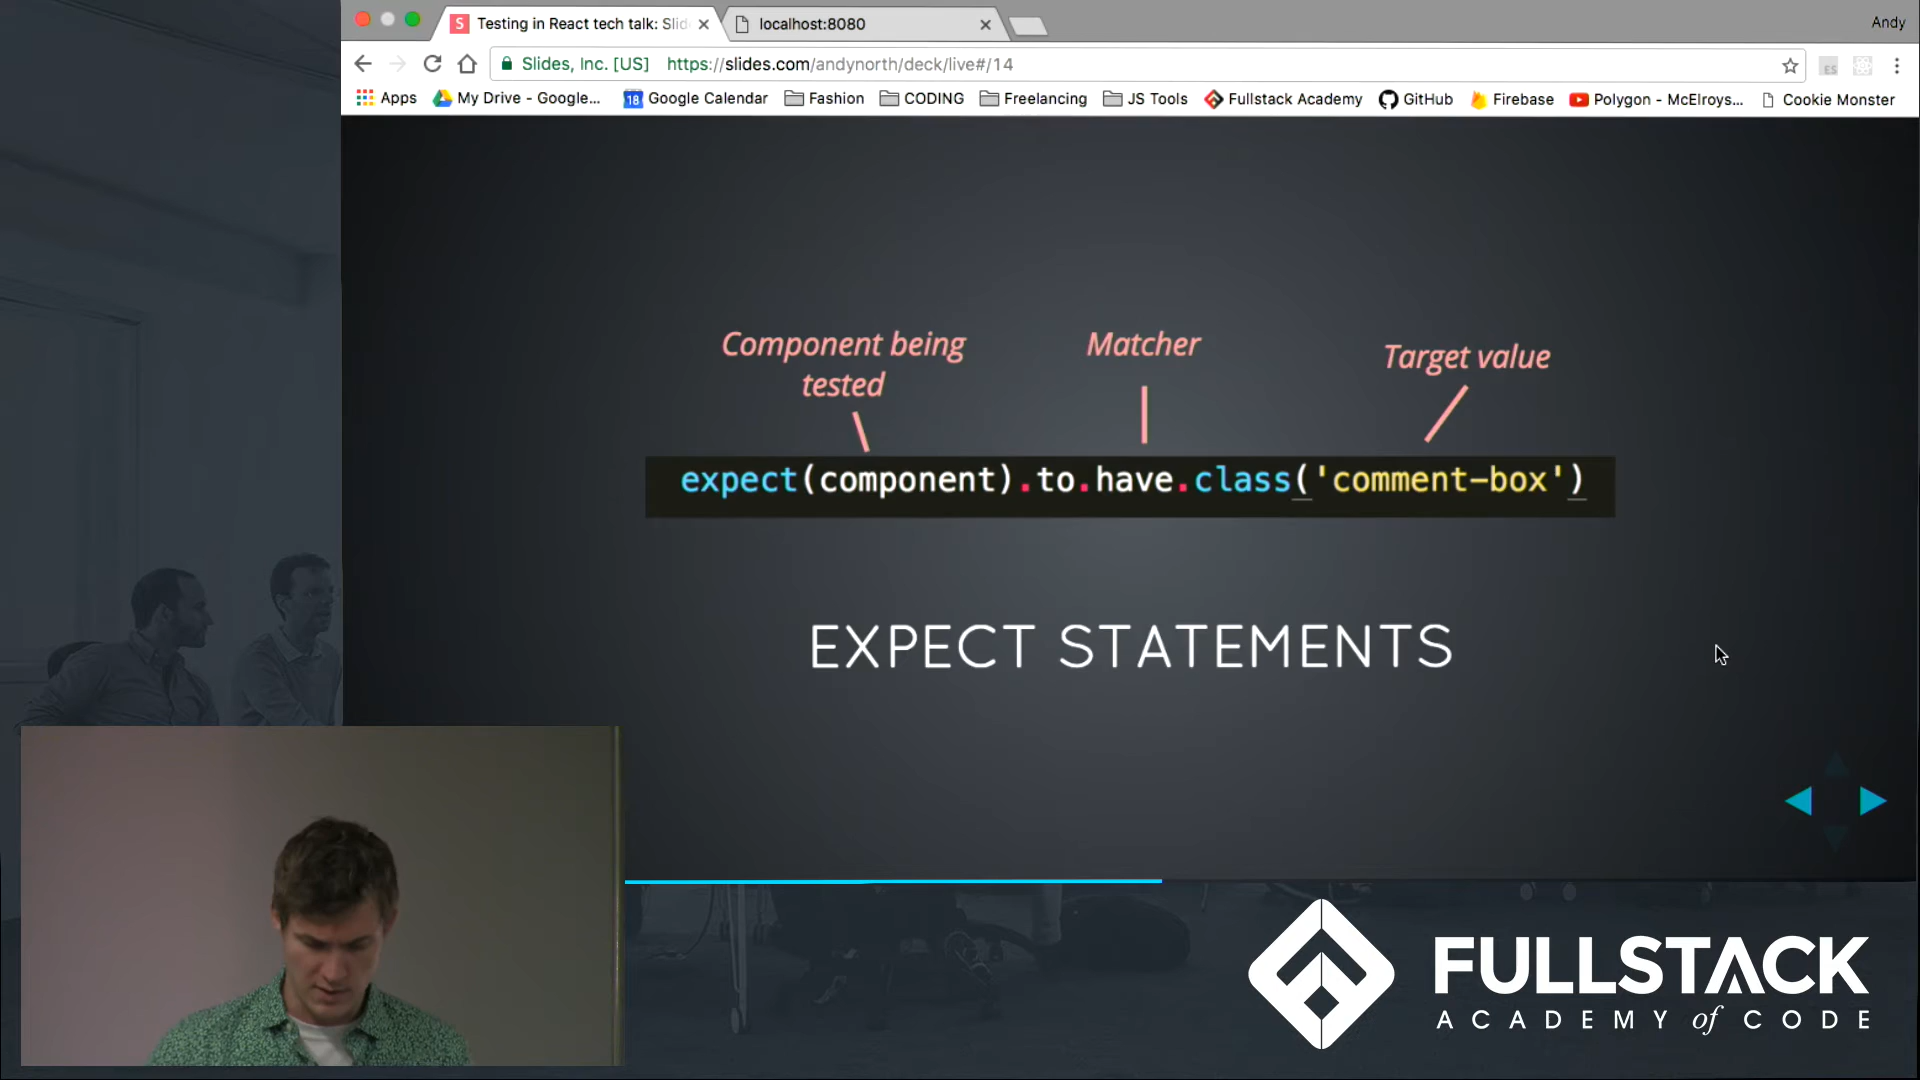 Testing in React tech talk: Slid
localhost:8080
Andy
Slides, Inc. [US] https://slides.com/andynorth/deck/live#/14
Apps My Drive - Google... 18 Google Calendar Fashion CODING Freelancing JS Tools Fullstack Academy GitHub Firebase Polygon - McElroys... Cookie Monster
Component being
tested
Matcher
Target value
expect(component).to.have.class('comment-box')
EXPECT STATEMENTS
FULLSTACK
ACADEMY of CODE